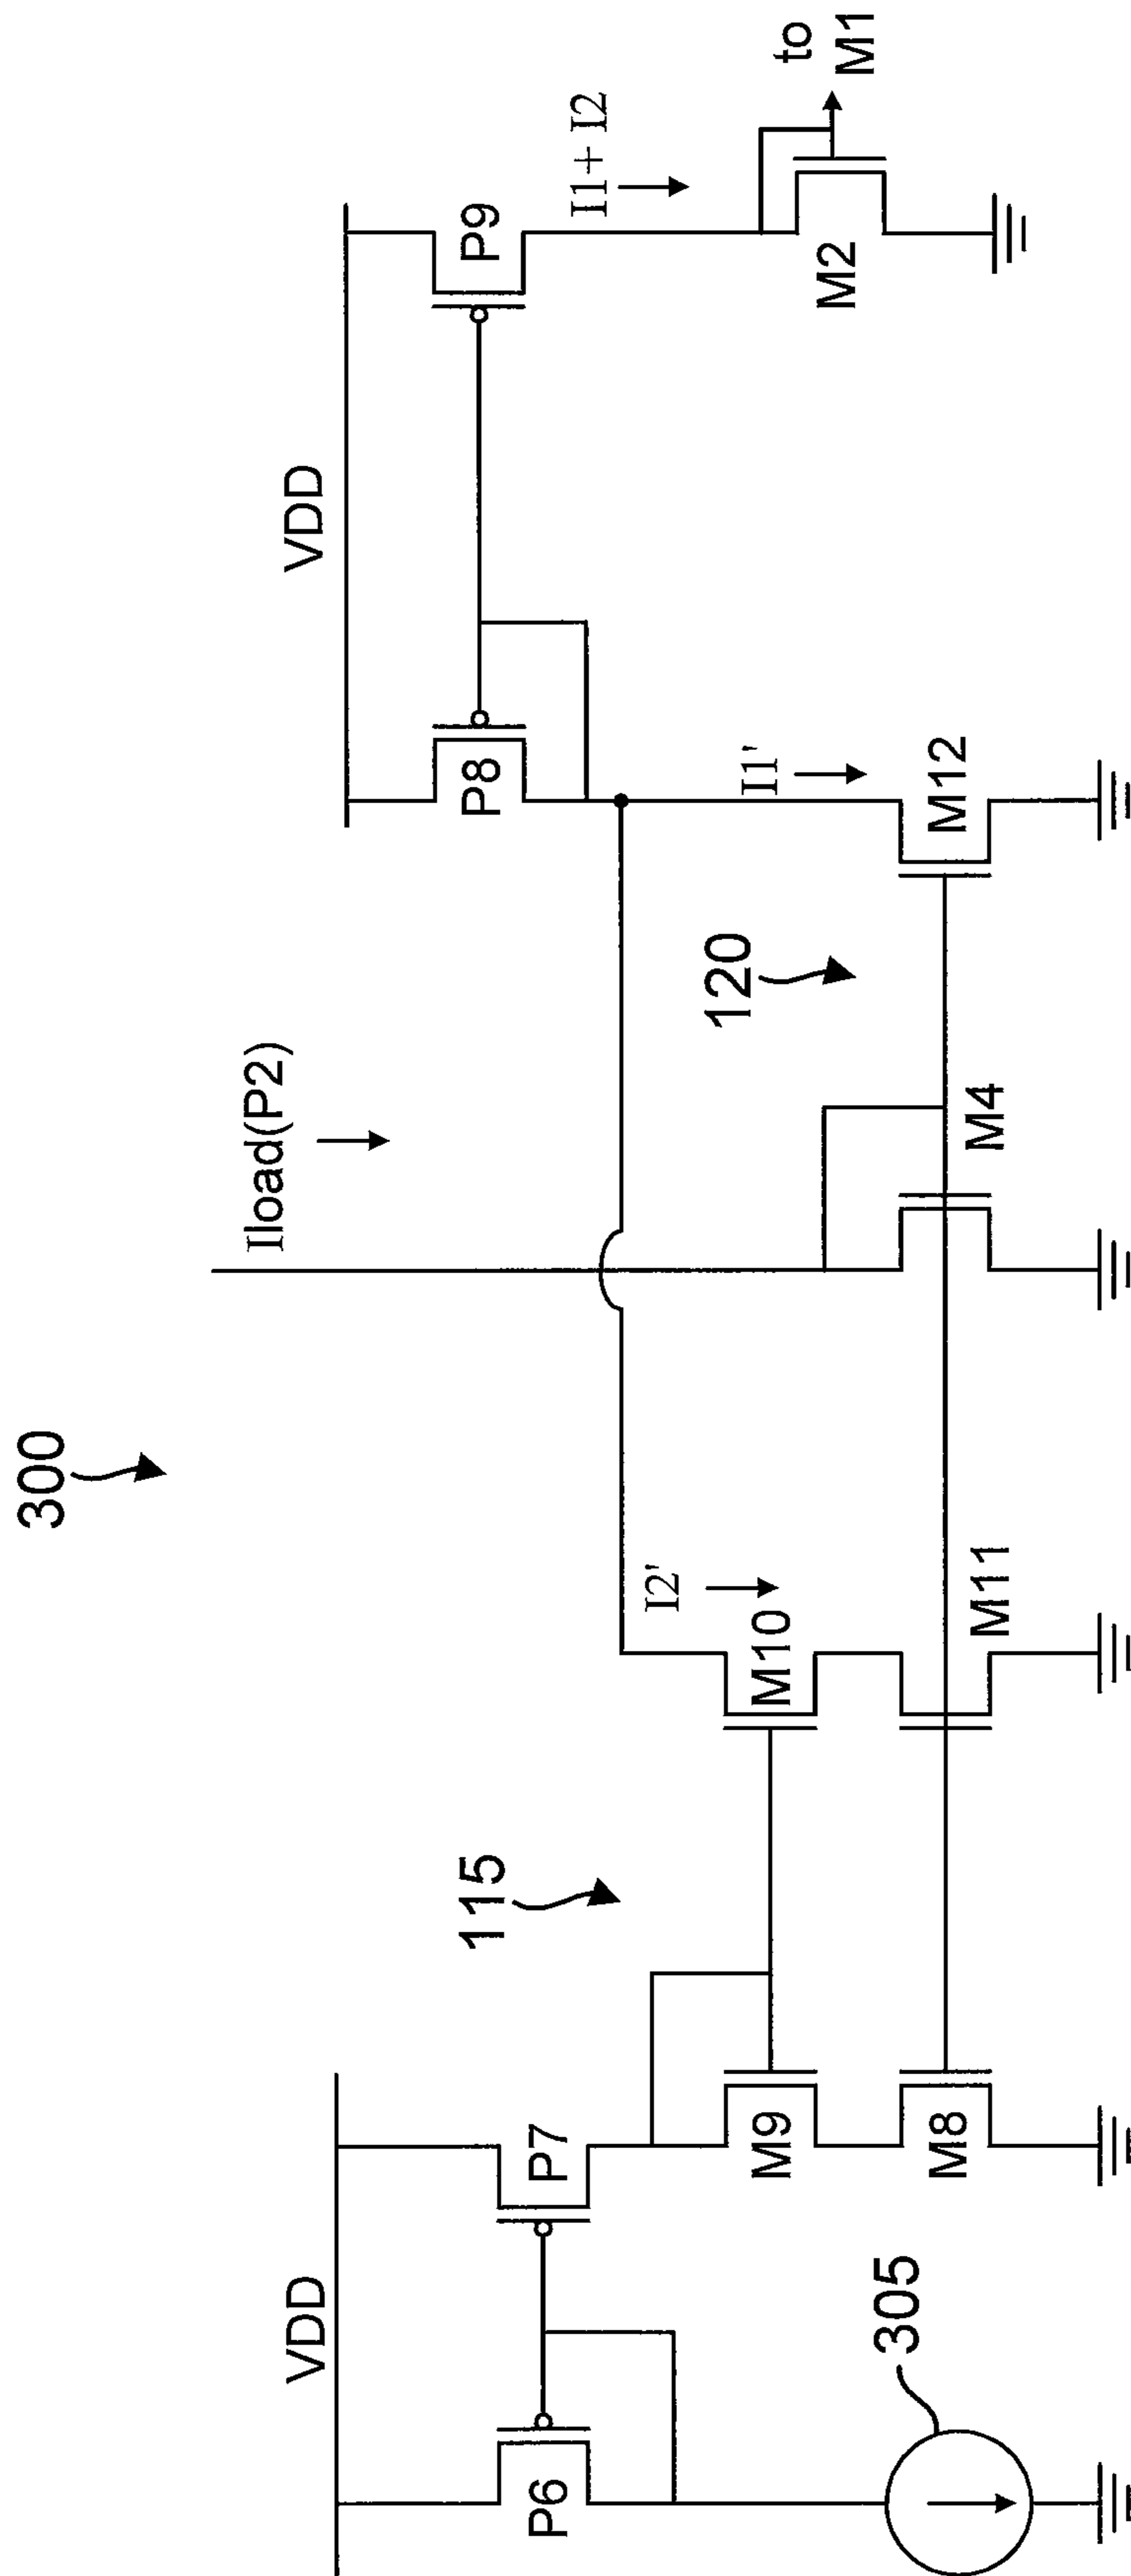 300
Iload(P2)
VDD
VDD
P6
P7
P8
P9
I1+ I2
115
120
I2'
I1'
to
M1
M9
M10
M2
M8
M11
M4
M12
305